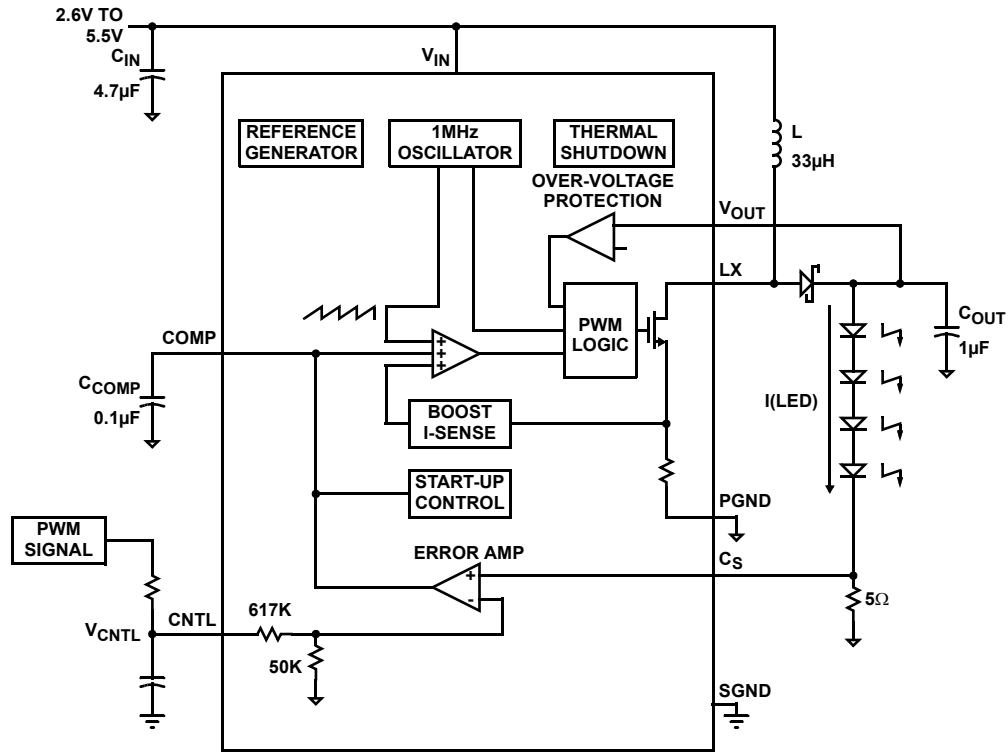 2.6V TO
5.5V
CIN
4.7µF
VIN
REFERENCE
GENERATOR
1MHz
OSCILLATOR
THERMAL
SHUTDOWN
OVER-VOLTAGE
PROTECTION
L
33µH
VOUT
LX
COMP
CCOMP
0.1µF
+
+
+
PWM
LOGIC
COUT
1µF
I(LED)
BOOST
I-SENSE
START-UP
CONTROL
PGND
PWM
SIGNAL
ERROR AMP
+
-
CS
5Ω
VCNTL
CNTL
617K
50K
SGND